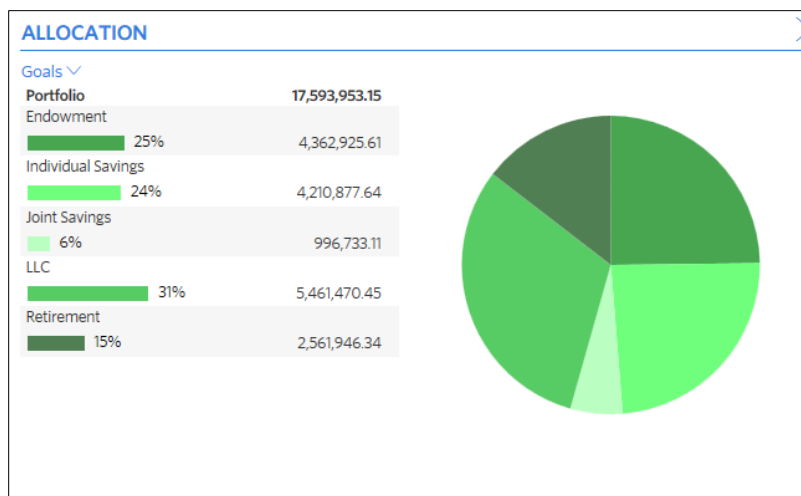 ALLOCATION
Goals
Portfolio 17,593,953.15
Endowment
25% 4,362,925.61
Individual Savings
24% 4,210,877.64
Joint Savings
6% 996,733.11
LLC
31% 5,461,470.45
Retirement
15% 2,561,946.34